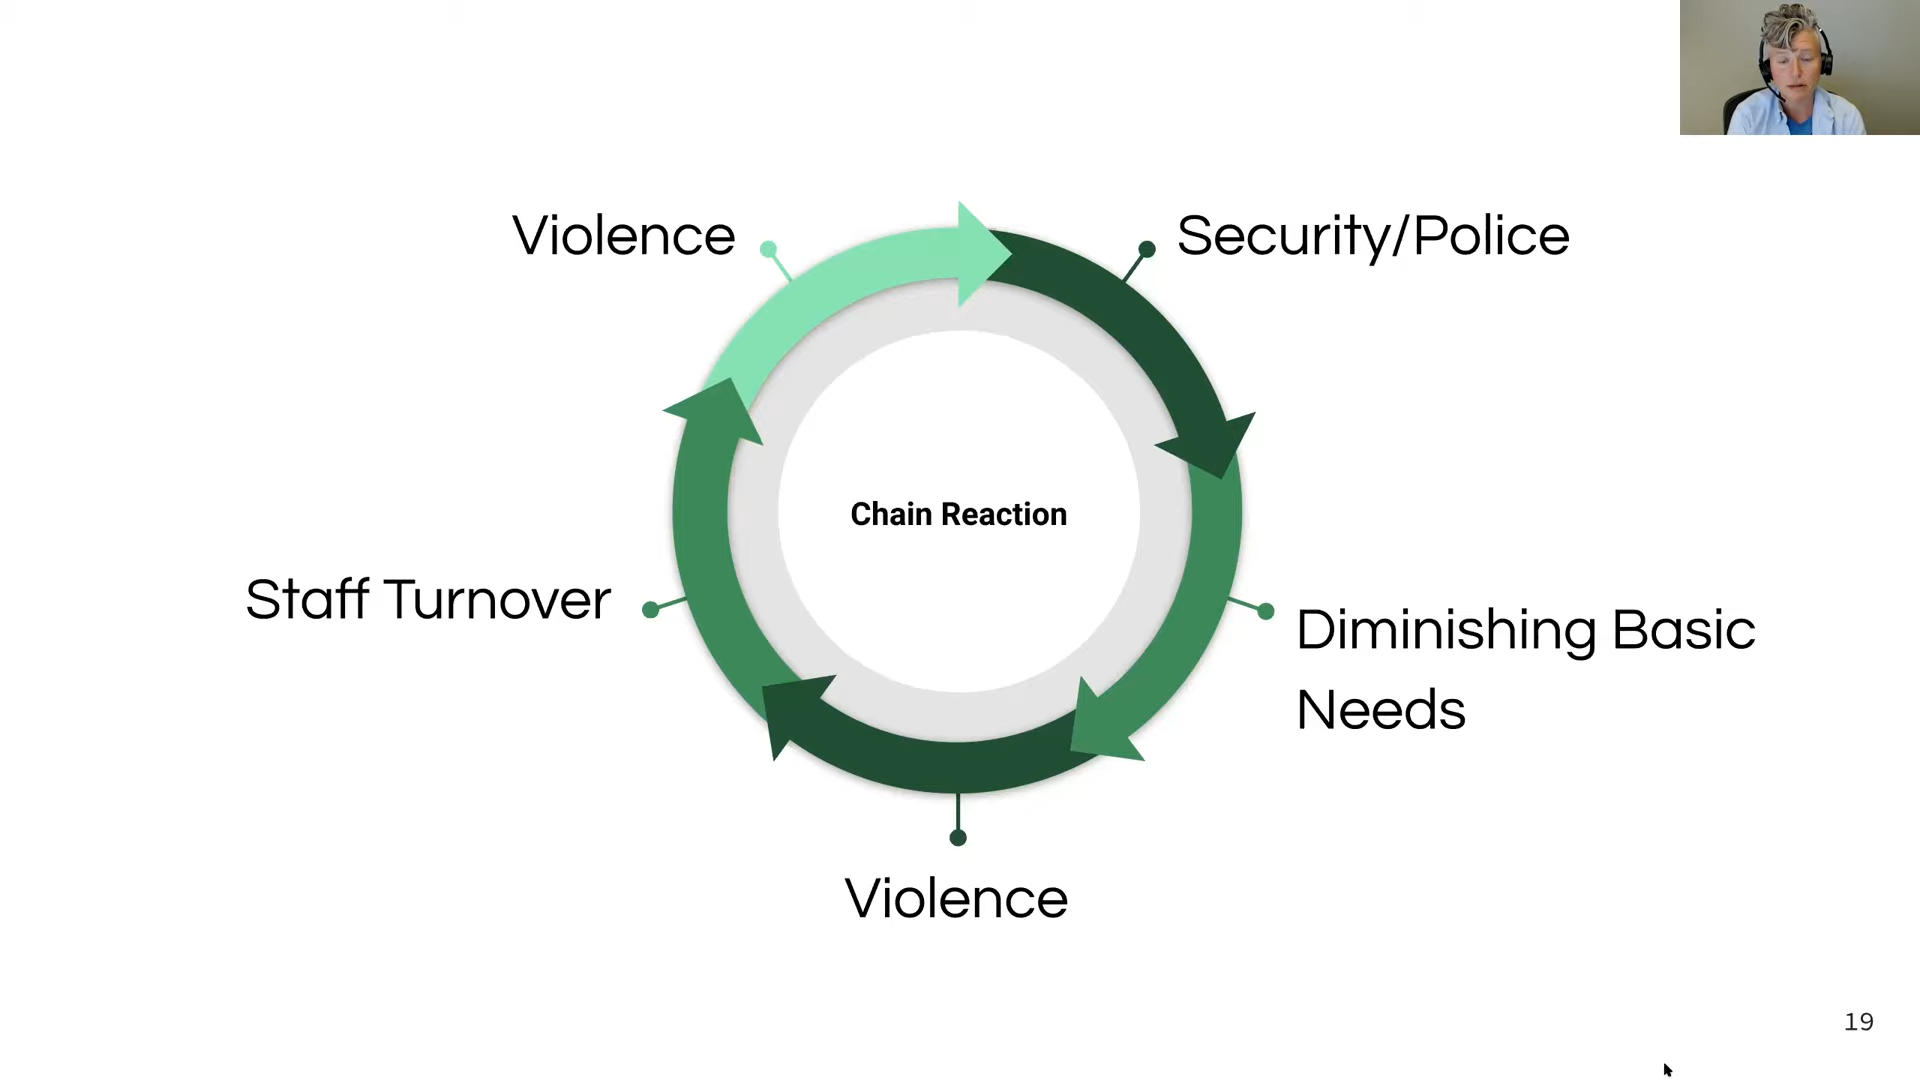 Violence
Security/Police
Chain Reaction
Staff Turnover
Diminishing Basic
Needs
Violence
19